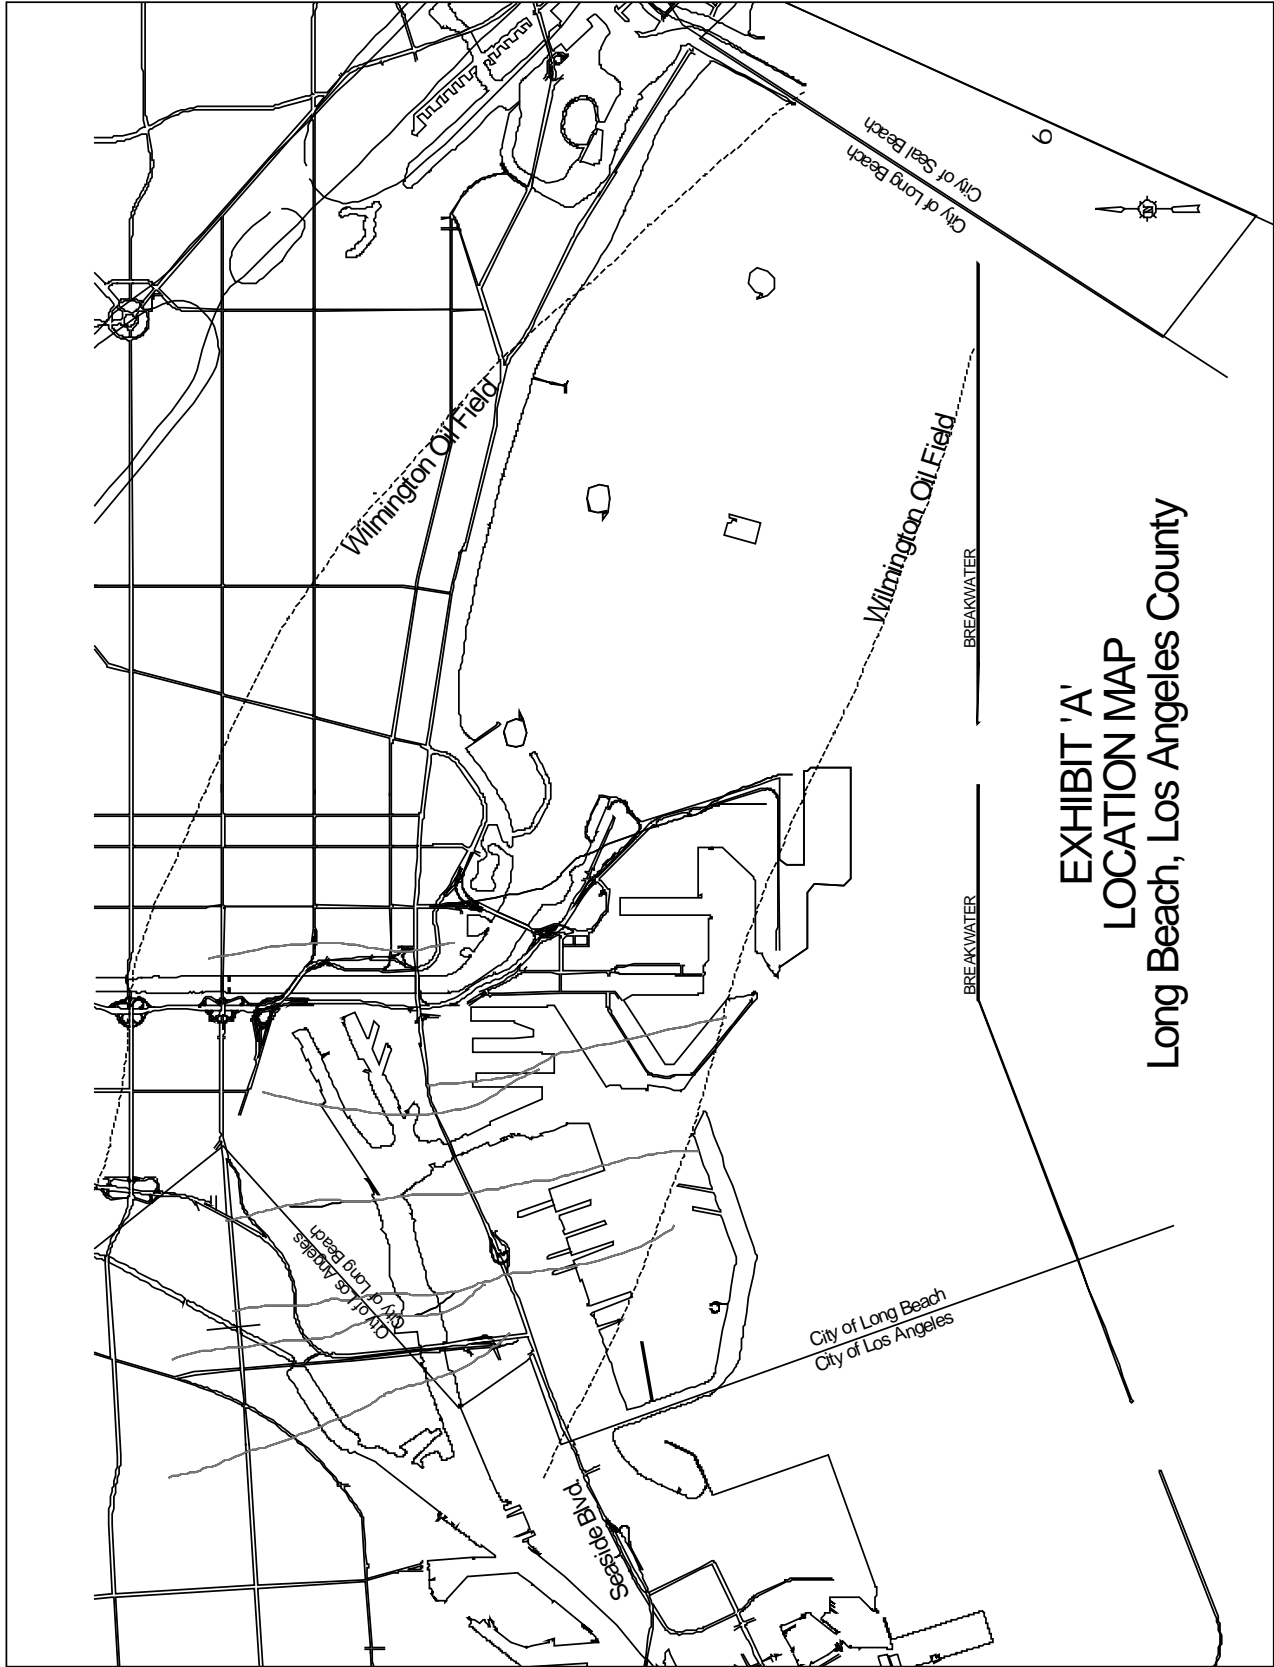 EXHIBIT 'A'
LOCATION MAP
Long Beach, Los Angeles County
Wilmington Oil Field
Wilmington Oil Field
BREAKWATER
BREAKWATER
City of Seal Beach
City of Long Beach
City of Los Angeles
City of Long Beach
City of Long Beach
City of Los Angeles
Seaside Blvd.
N